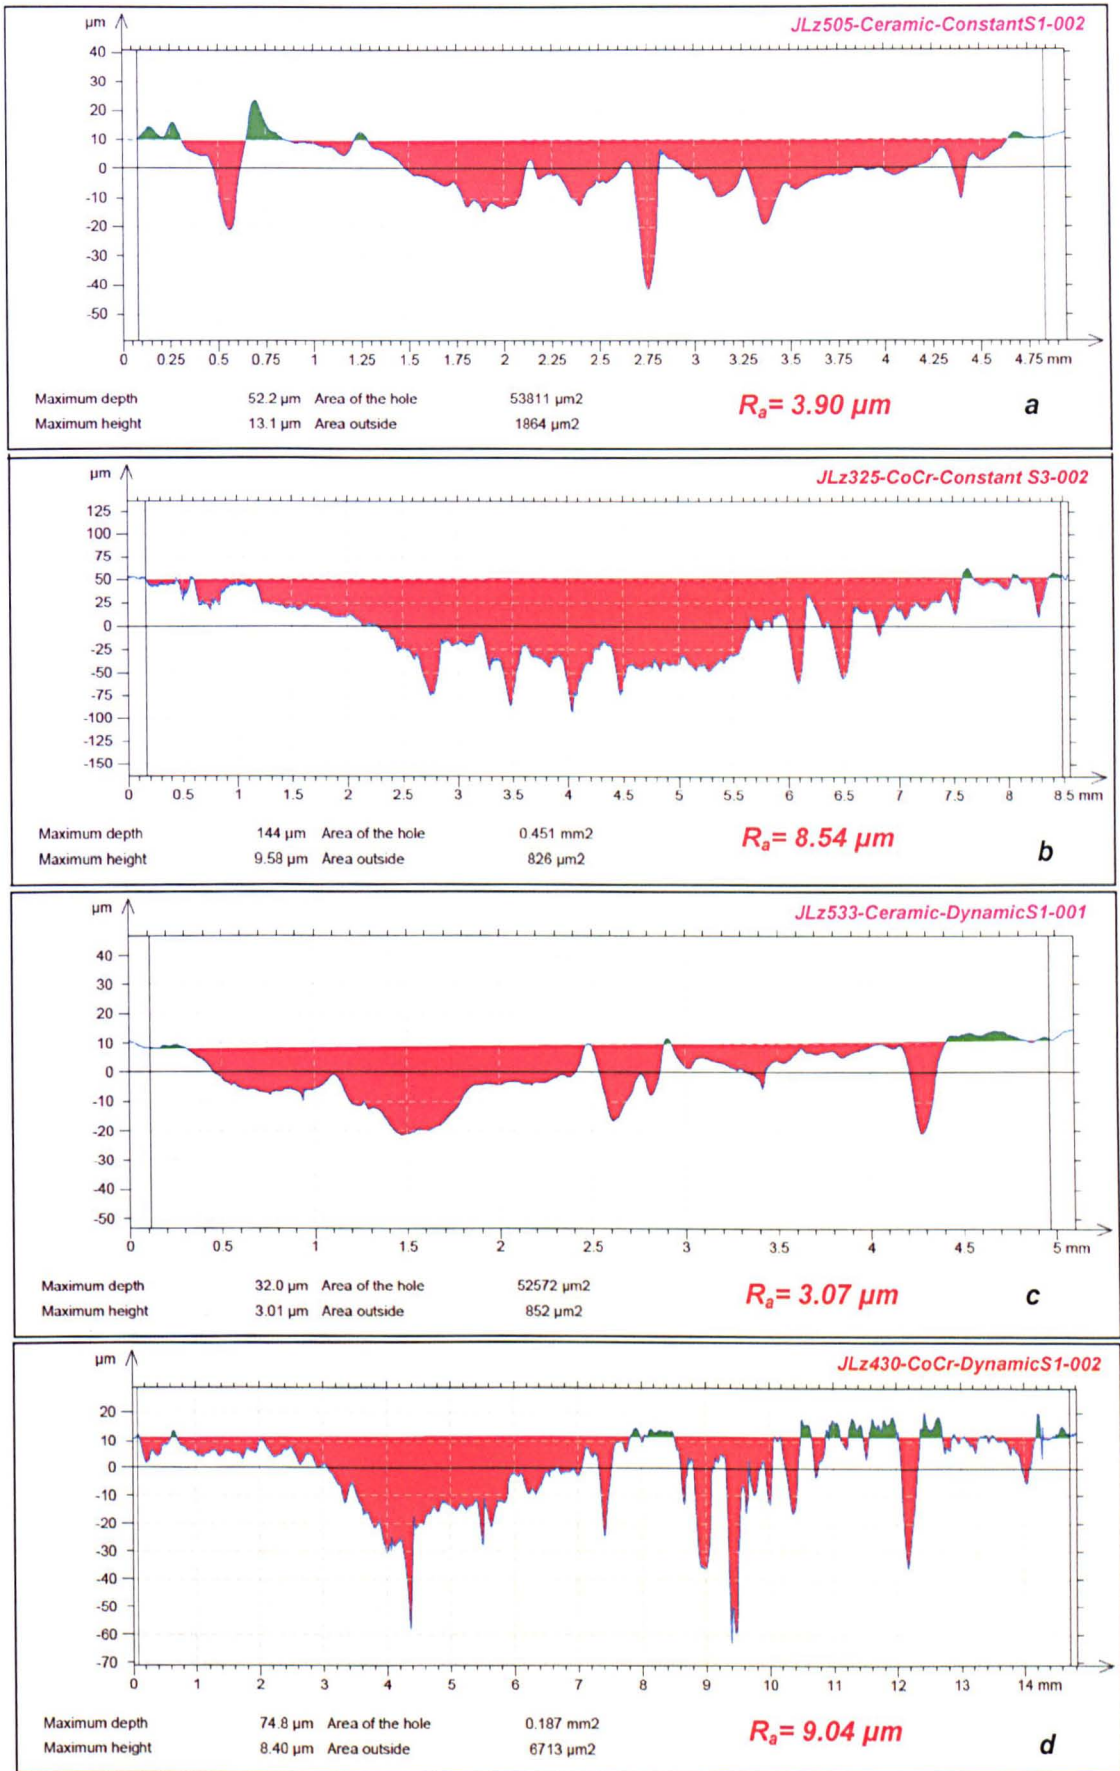 µm
JLz505-Ceramic-ConstantS1-002
40
30
20
10
0
-10
-20
-30
-40
-50
0 0.25 0.5 0.75 1 1.25 1.5 1.75 2 2.25 2.5 2.75 3 3.25 3.5 3.75 4 4.25 4.5 4.75 mm
Maximum depth 52.2 µm Area of the hole 53811 µm2
Maximum height 13.1 µm Area outside 1864 µm2
Ra= 3.90 µm
a
µm
JLz325-CoCr-Constant S3-002
125
100
75
50
25
0
-25
-50
-75
-100
-125
-150
0 0.5 1 1.5 2 2.5 3 3.5 4 4.5 5 5.5 6 6.5 7 7.5 8 8.5 mm
Maximum depth 144 µm Area of the hole 0.451 mm2
Maximum height 9.58 µm Area outside 826 µm2
Ra= 8.54 µm
b
µm
JLz533-Ceramic-DynamicS1-001
40
30
20
10
0
-10
-20
-30
-40
-50
0 0.5 1 1.5 2 2.5 3 3.5 4 4.5 5 mm
Maximum depth 32.0 µm Area of the hole 52572 µm2
Maximum height 3.01 µm Area outside 852 µm2
Ra= 3.07 µm
c
µm
JLz430-CoCr-DynamicS1-002
20
10
0
-10
-20
-30
-40
-50
-60
-70
0 1 2 3 4 5 6 7 8 9 10 11 12 13 14 mm
Maximum depth 74.8 µm Area of the hole 0.187 mm2
Maximum height 8.40 µm Area outside 6713 µm2
Ra= 9.04 µm
d